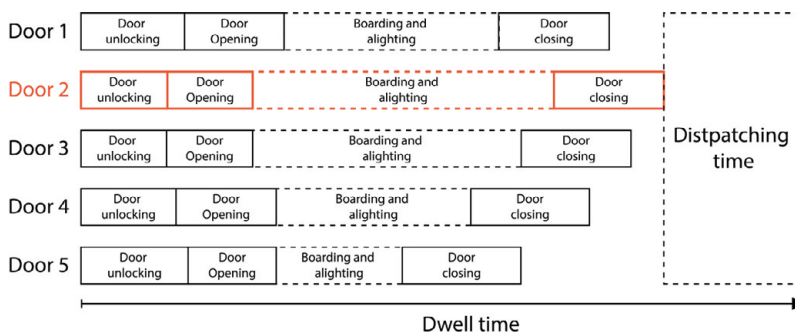 Door 1
Door
unlocking
Door
Opening
Boarding and
alighting
Door
closing
Door 2
Door
unlocking
Door
Opening
Boarding and
alighting
Door
closing
Door 3
Door
unlocking
Door
Opening
Boarding and
alighting
Door
closing
Distpatching
time
Door 4
Door
unlocking
Door
Opening
Boarding and
alighting
Door
closing
Door 5
Door
unlocking
Door
Opening
Boarding and
alighting
Door
closing
Dwell time